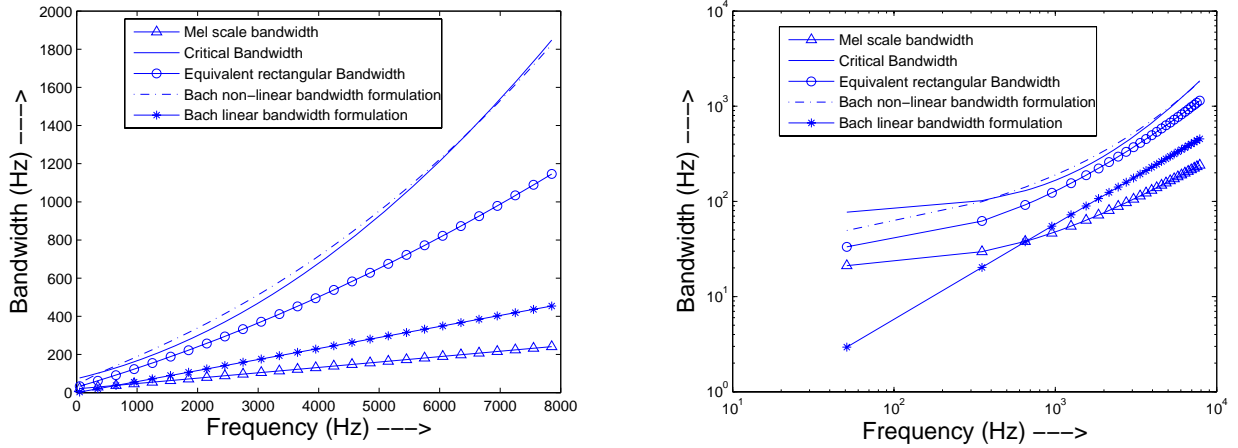 2000
1800
1600
1400
1200
1000
800
600
400
200
0
Bandwidth (Hz) −−−>
Mel scale bandwidth
Critical Bandwidth
Equivalent rectangular Bandwidth
Bach non−linear bandwidth formulation
Bach linear bandwidth formulation
0 1000 2000 3000 4000 5000 6000 7000 8000
Frequency (Hz) −−−>
10^4
10^3
10^2
10^1
10^0
Bandwidth (Hz) −−−>
Mel scale bandwidth
Critical Bandwidth
Equivalent rectangular Bandwidth
Bach non−linear bandwidth formulation
Bach linear bandwidth formulation
10^1 10^2 10^3 10^4
Frequency (Hz) −−−>